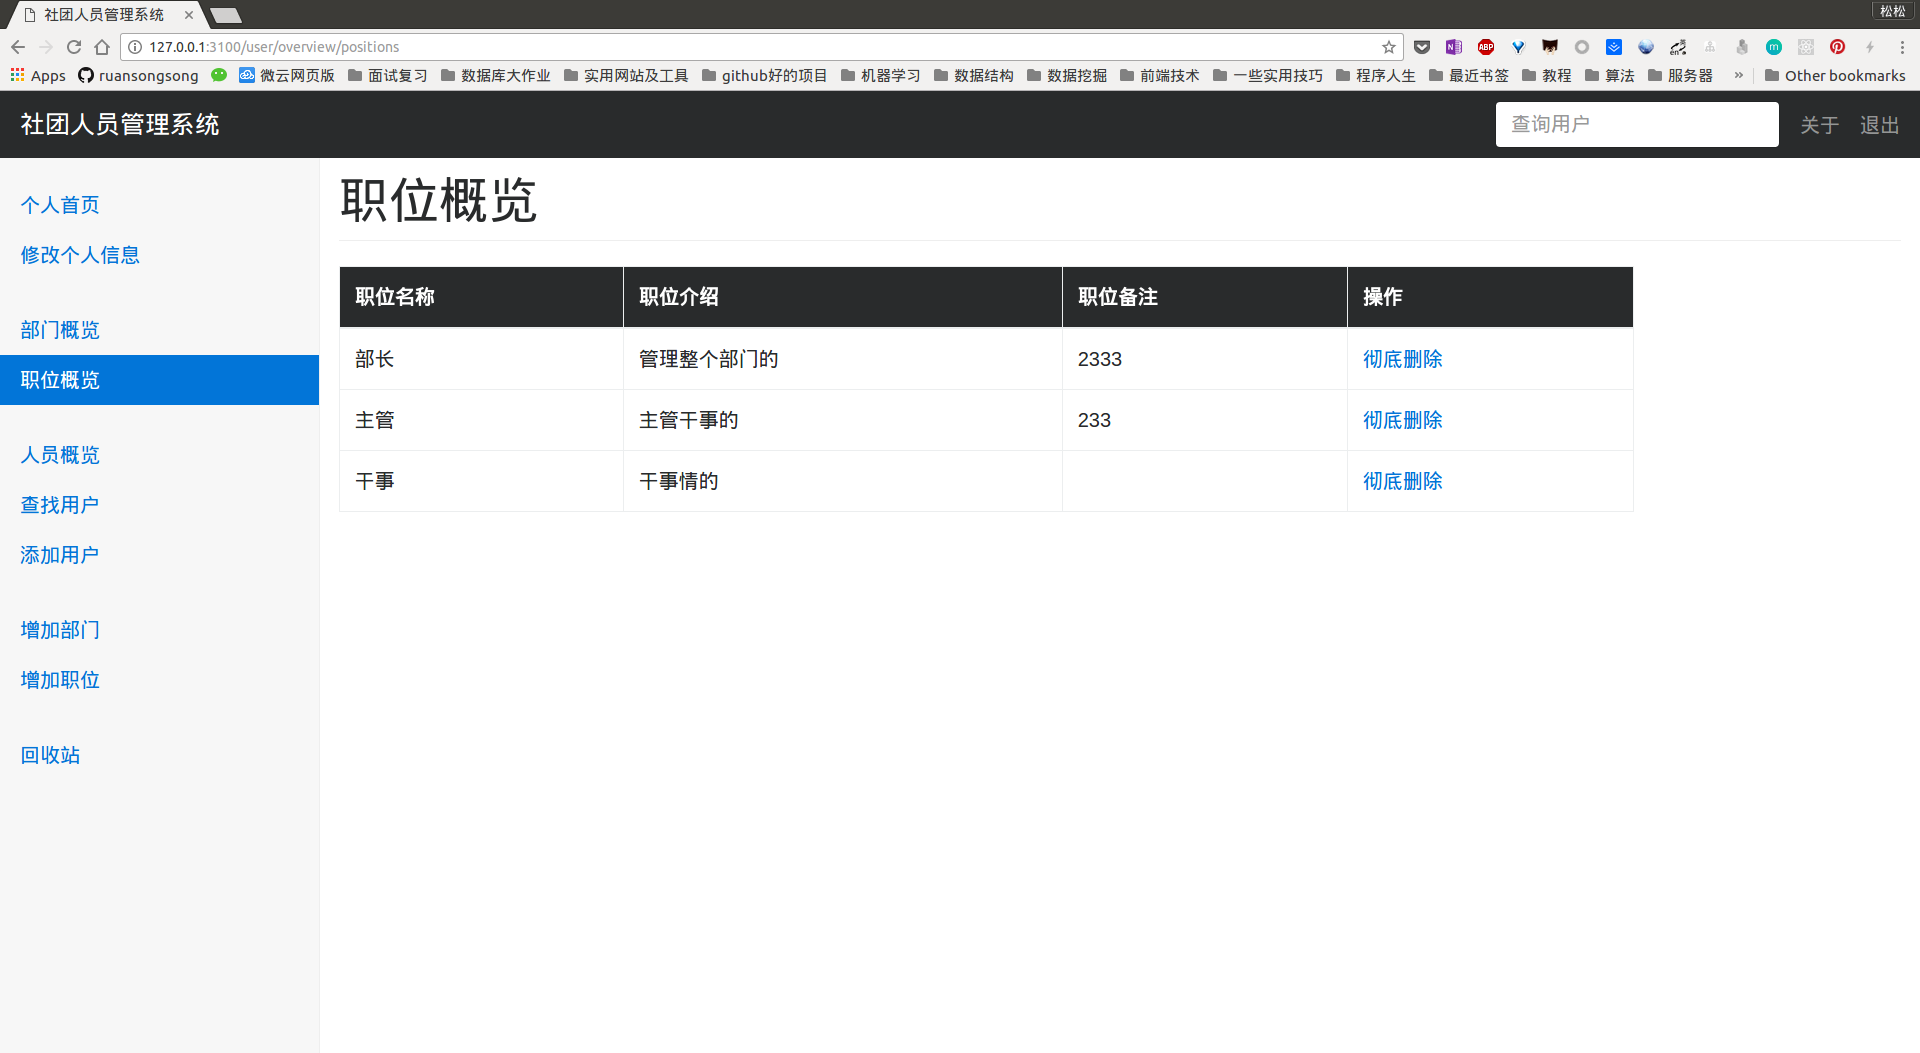 社团人员管理系统
松松
127.0.0.1:3100/user/overview/positions
Apps ruansongsong 微云网页版 面试复习 数据库大作业 实用网站及工具 github好的项目 机器学习 数据结构 数据挖掘 前端技术 一些实用技巧 程序人生 最近书签 教程 算法 服务器 » Other bookmarks
社团人员管理系统 查询用户 关于 退出
个人首页
修改个人信息
部门概览
职位概览
人员概览
查找用户
添加用户
增加部门
增加职位
回收站
职位概览
职位名称 职位介绍 职位备注 操作
部长 管理整个部门的 2333 彻底删除
主管 主管干事的 233 彻底删除
干事 干事情的 彻底删除